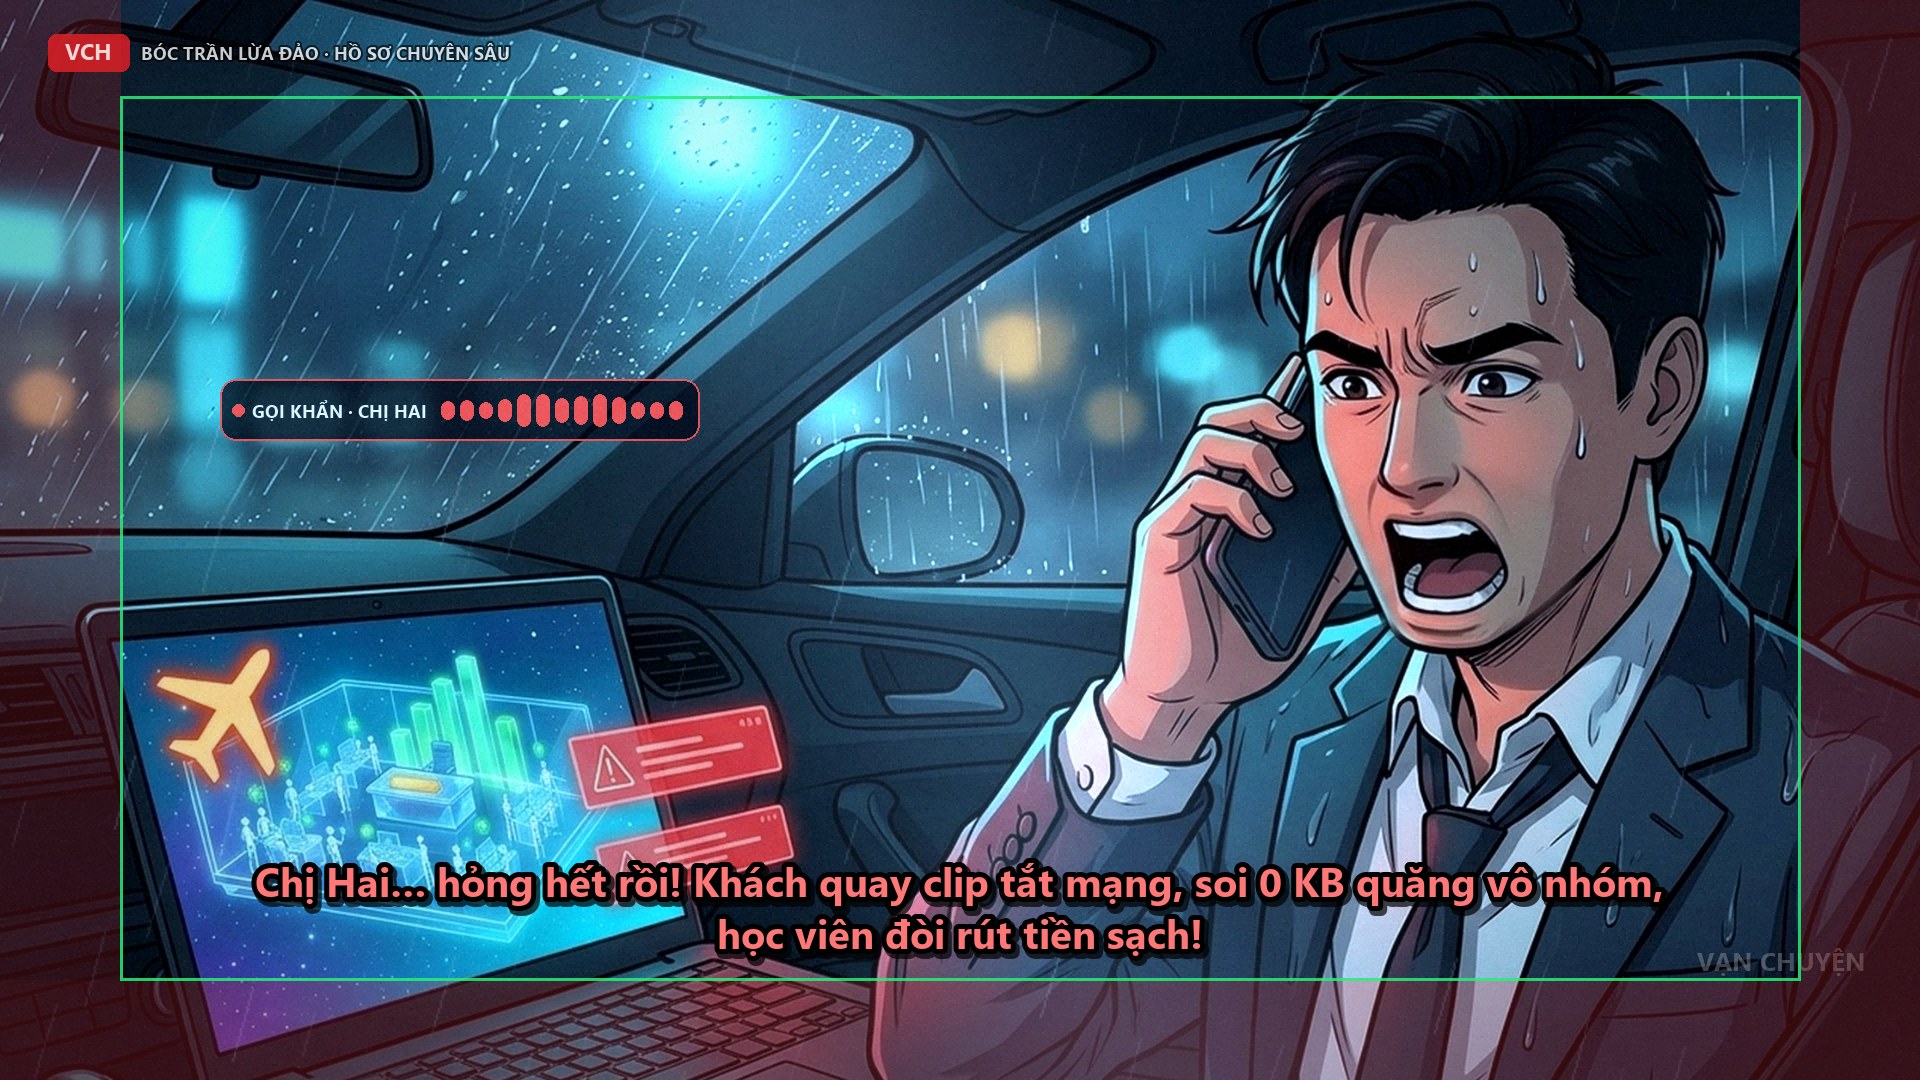 VCH BÓC TRẦN LỪA ĐẢO · HỒ SƠ CHUYÊN SÂU
GỌI KHẨN · CHỊ HAI
Chị Hai... hỏng hết rồi! Khách quay clip tắt mạng, soi 0 KB quăng vô nhóm,
học viên đòi rút tiền sạch!
VẠN CHUYỆN